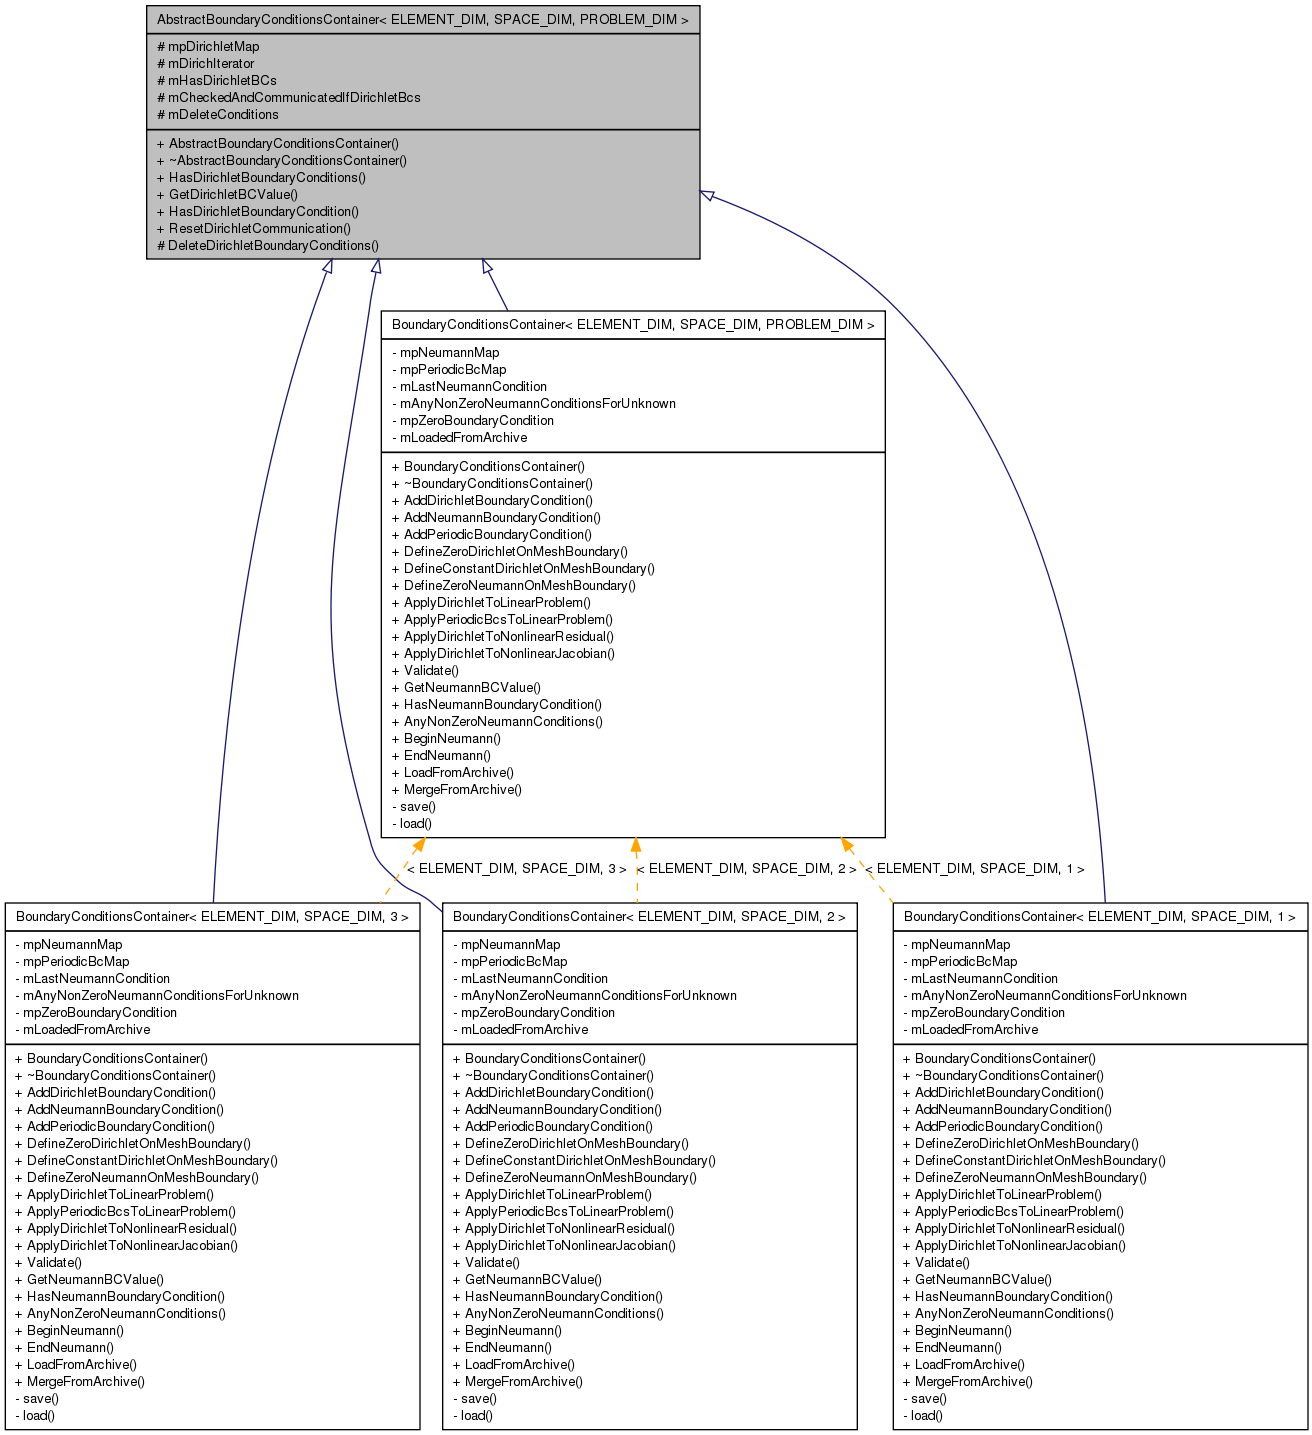 AbstractBoundaryConditionsContainer< ELEMENT_DIM, SPACE_DIM, PROBLEM_DIM >
# mpDirichletMap
# mDirichIterator
# mHasDirichletBCs
# mCheckedAndCommunicatedIfDirichletBcs
# mDeleteConditions
+ AbstractBoundaryConditionsContainer()
+ ~AbstractBoundaryConditionsContainer()
+ HasDirichletBoundaryConditions()
+ GetDirichletBCValue()
+ HasDirichletBoundaryCondition()
+ ResetDirichletCommunication()
# DeleteDirichletBoundaryConditions()
BoundaryConditionsContainer< ELEMENT_DIM, SPACE_DIM, PROBLEM_DIM >
- mpNeumannMap
- mpPeriodicBcMap
- mLastNeumannCondition
- mAnyNonZeroNeumannConditionsForUnknown
- mpZeroBoundaryCondition
- mLoadedFromArchive
+ BoundaryConditionsContainer()
+ ~BoundaryConditionsContainer()
+ AddDirichletBoundaryCondition()
+ AddNeumannBoundaryCondition()
+ AddPeriodicBoundaryCondition()
+ DefineZeroDirichletOnMeshBoundary()
+ DefineConstantDirichletOnMeshBoundary()
+ DefineZeroNeumannOnMeshBoundary()
+ ApplyDirichletToLinearProblem()
+ ApplyPeriodicBcsToLinearProblem()
+ ApplyDirichletToNonlinearResidual()
+ ApplyDirichletToNonlinearJacobian()
+ Validate()
+ GetNeumannBCValue()
+ HasNeumannBoundaryCondition()
+ AnyNonZeroNeumannConditions()
+ BeginNeumann()
+ EndNeumann()
+ LoadFromArchive()
+ MergeFromArchive()
- save()
- load()
< ELEMENT_DIM, SPACE_DIM, 3 >
< ELEMENT_DIM, SPACE_DIM, 2 >
< ELEMENT_DIM, SPACE_DIM, 1 >
BoundaryConditionsContainer< ELEMENT_DIM, SPACE_DIM, 3 >
- mpNeumannMap
- mpPeriodicBcMap
- mLastNeumannCondition
- mAnyNonZeroNeumannConditionsForUnknown
- mpZeroBoundaryCondition
- mLoadedFromArchive
+ BoundaryConditionsContainer()
+ ~BoundaryConditionsContainer()
+ AddDirichletBoundaryCondition()
+ AddNeumannBoundaryCondition()
+ AddPeriodicBoundaryCondition()
+ DefineZeroDirichletOnMeshBoundary()
+ DefineConstantDirichletOnMeshBoundary()
+ DefineZeroNeumannOnMeshBoundary()
+ ApplyDirichletToLinearProblem()
+ ApplyPeriodicBcsToLinearProblem()
+ ApplyDirichletToNonlinearResidual()
+ ApplyDirichletToNonlinearJacobian()
+ Validate()
+ GetNeumannBCValue()
+ HasNeumannBoundaryCondition()
+ AnyNonZeroNeumannConditions()
+ BeginNeumann()
+ EndNeumann()
+ LoadFromArchive()
+ MergeFromArchive()
- save()
- load()
BoundaryConditionsContainer< ELEMENT_DIM, SPACE_DIM, 2 >
- mpNeumannMap
- mpPeriodicBcMap
- mLastNeumannCondition
- mAnyNonZeroNeumannConditionsForUnknown
- mpZeroBoundaryCondition
- mLoadedFromArchive
+ BoundaryConditionsContainer()
+ ~BoundaryConditionsContainer()
+ AddDirichletBoundaryCondition()
+ AddNeumannBoundaryCondition()
+ AddPeriodicBoundaryCondition()
+ DefineZeroDirichletOnMeshBoundary()
+ DefineConstantDirichletOnMeshBoundary()
+ DefineZeroNeumannOnMeshBoundary()
+ ApplyDirichletToLinearProblem()
+ ApplyPeriodicBcsToLinearProblem()
+ ApplyDirichletToNonlinearResidual()
+ ApplyDirichletToNonlinearJacobian()
+ Validate()
+ GetNeumannBCValue()
+ HasNeumannBoundaryCondition()
+ AnyNonZeroNeumannConditions()
+ BeginNeumann()
+ EndNeumann()
+ LoadFromArchive()
+ MergeFromArchive()
- save()
- load()
BoundaryConditionsContainer< ELEMENT_DIM, SPACE_DIM, 1 >
- mpNeumannMap
- mpPeriodicBcMap
- mLastNeumannCondition
- mAnyNonZeroNeumannConditionsForUnknown
- mpZeroBoundaryCondition
- mLoadedFromArchive
+ BoundaryConditionsContainer()
+ ~BoundaryConditionsContainer()
+ AddDirichletBoundaryCondition()
+ AddNeumannBoundaryCondition()
+ AddPeriodicBoundaryCondition()
+ DefineZeroDirichletOnMeshBoundary()
+ DefineConstantDirichletOnMeshBoundary()
+ DefineZeroNeumannOnMeshBoundary()
+ ApplyDirichletToLinearProblem()
+ ApplyPeriodicBcsToLinearProblem()
+ ApplyDirichletToNonlinearResidual()
+ ApplyDirichletToNonlinearJacobian()
+ Validate()
+ GetNeumannBCValue()
+ HasNeumannBoundaryCondition()
+ AnyNonZeroNeumannConditions()
+ BeginNeumann()
+ EndNeumann()
+ LoadFromArchive()
+ MergeFromArchive()
- save()
- load()